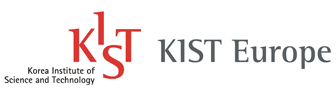 KIST
Korea Institute of
Science and Technology
KIST Europe